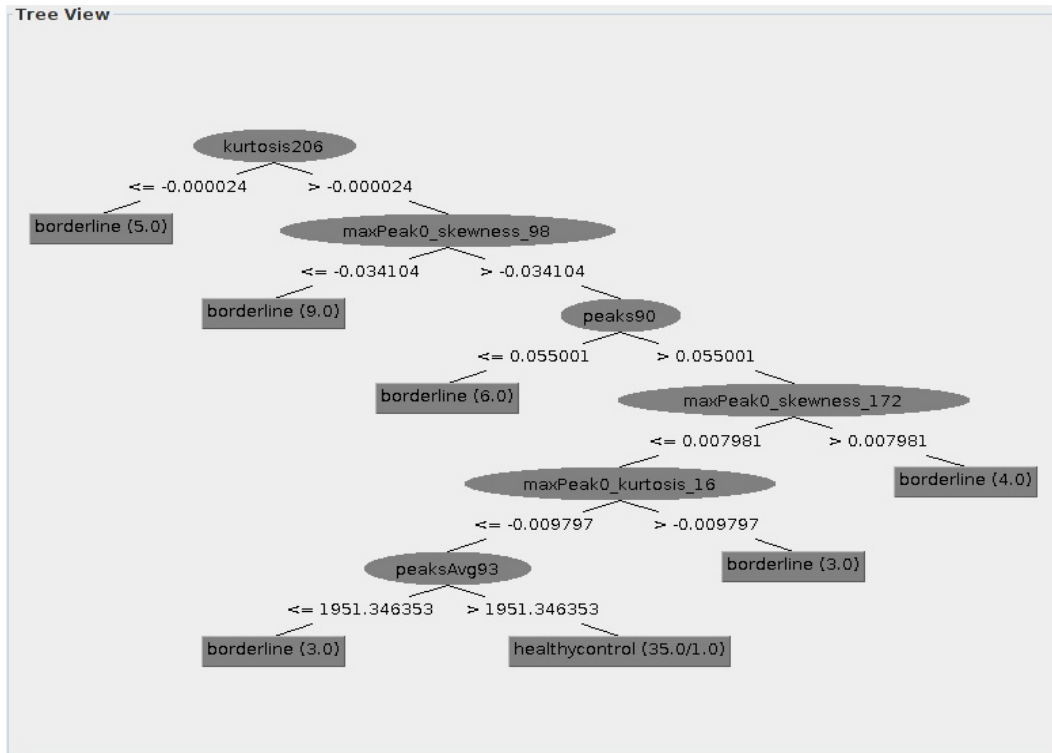 Tree View
kurtosis206
<= -0.000024 > -0.000024
borderline (5.0) maxPeak0_skewness_98
<= -0.034104 > -0.034104
borderline (9.0) peaks90
<= 0.055001 > 0.055001
borderline (6.0) maxPeak0_skewness_172
<= 0.007981 > 0.007981
maxPeak0_kurtosis_16 borderline (4.0)
<= -0.009797 > -0.009797
peaksAvg93 borderline (3.0)
<= 1951.346353 > 1951.346353
borderline (3.0) healthycontrol (35.0/1.0)